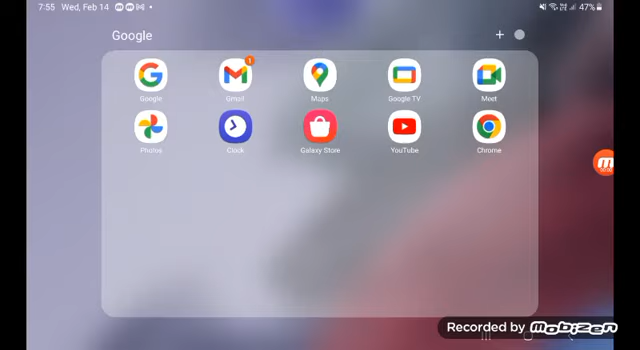 7:55 Wed, Feb 14
47%
Google
+
1
Google Gmail Maps Google TV Meet
Photos Clock Galaxy Store YouTube Chrome
Recorded by Mobizen